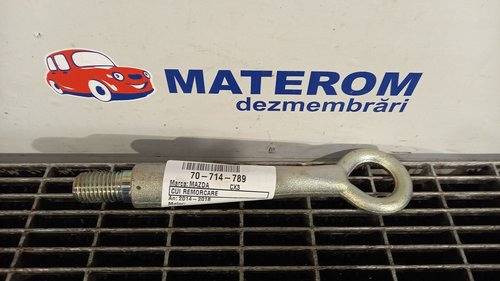 MATEROM
dezmembrări
70-714-789
Marca: MAZDA CX3
CUI REMORCARE
An: 2014-2018